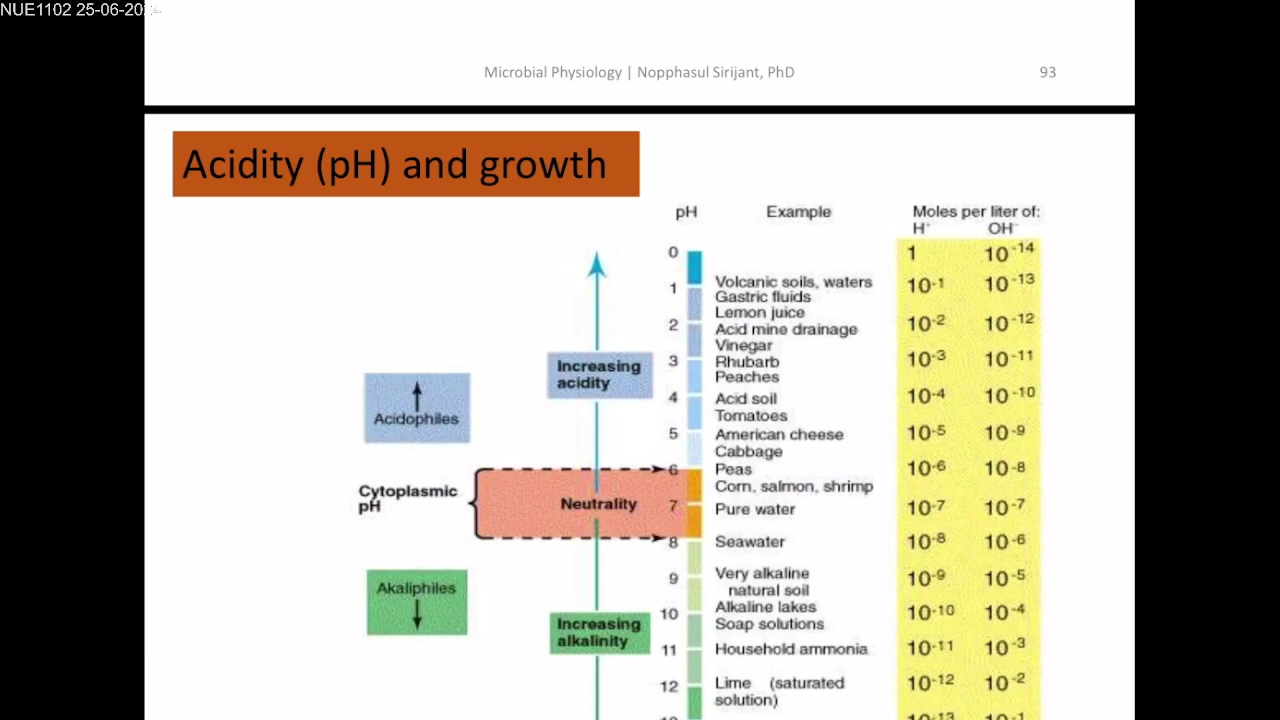 NUE1102 25-06-20
Microbial Physiology | Nopphasul Sirijant, PhD
93
Acidity (pH) and growth
pH Example Moles per liter of:
H⁺ OH⁻
0 1 10⁻¹⁴
Volcanic soils, waters
1 Gastric fluids 10⁻¹ 10⁻¹³
Lemon juice
2 Acid mine drainage 10⁻² 10⁻¹²
Vinegar
3 Rhubarb 10⁻³ 10⁻¹¹
Peaches
4 Acid soil 10⁻⁴ 10⁻¹⁰
Tomatoes
5 American cheese 10⁻⁵ 10⁻⁹
Cabbage
6 Peas 10⁻⁶ 10⁻⁸
Corn, salmon, shrimp
7 Pure water 10⁻⁷ 10⁻⁷
8 Seawater 10⁻⁸ 10⁻⁶
9 Very alkaline 10⁻⁹ 10⁻⁵
natural soil
Alkaline lakes
10 Soap solutions 10⁻¹⁰ 10⁻⁴
11 Household ammonia 10⁻¹¹ 10⁻³
12 Lime (saturated 10⁻¹² 10⁻²
solution)
Increasing
acidity
Acidophiles
Cytoplasmic
pH
Neutrality
Akaliphiles
Increasing
alkalinity